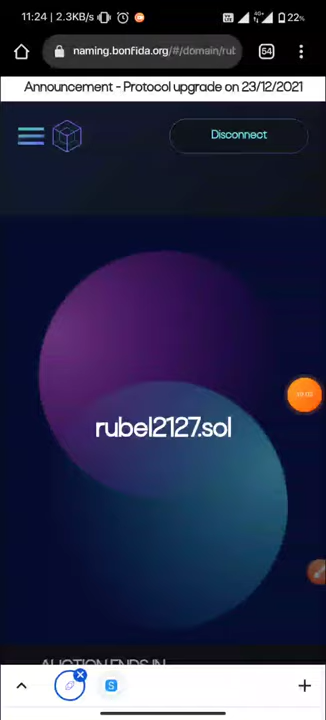 11:24 | 2.3KB/s
4G+
22%
naming.bonfida.org/#/domain/rub
54
Announcement - Protocol upgrade on 23/12/2021
Disconnect
rubel2127.sol
AUCTION ENDS IN
S